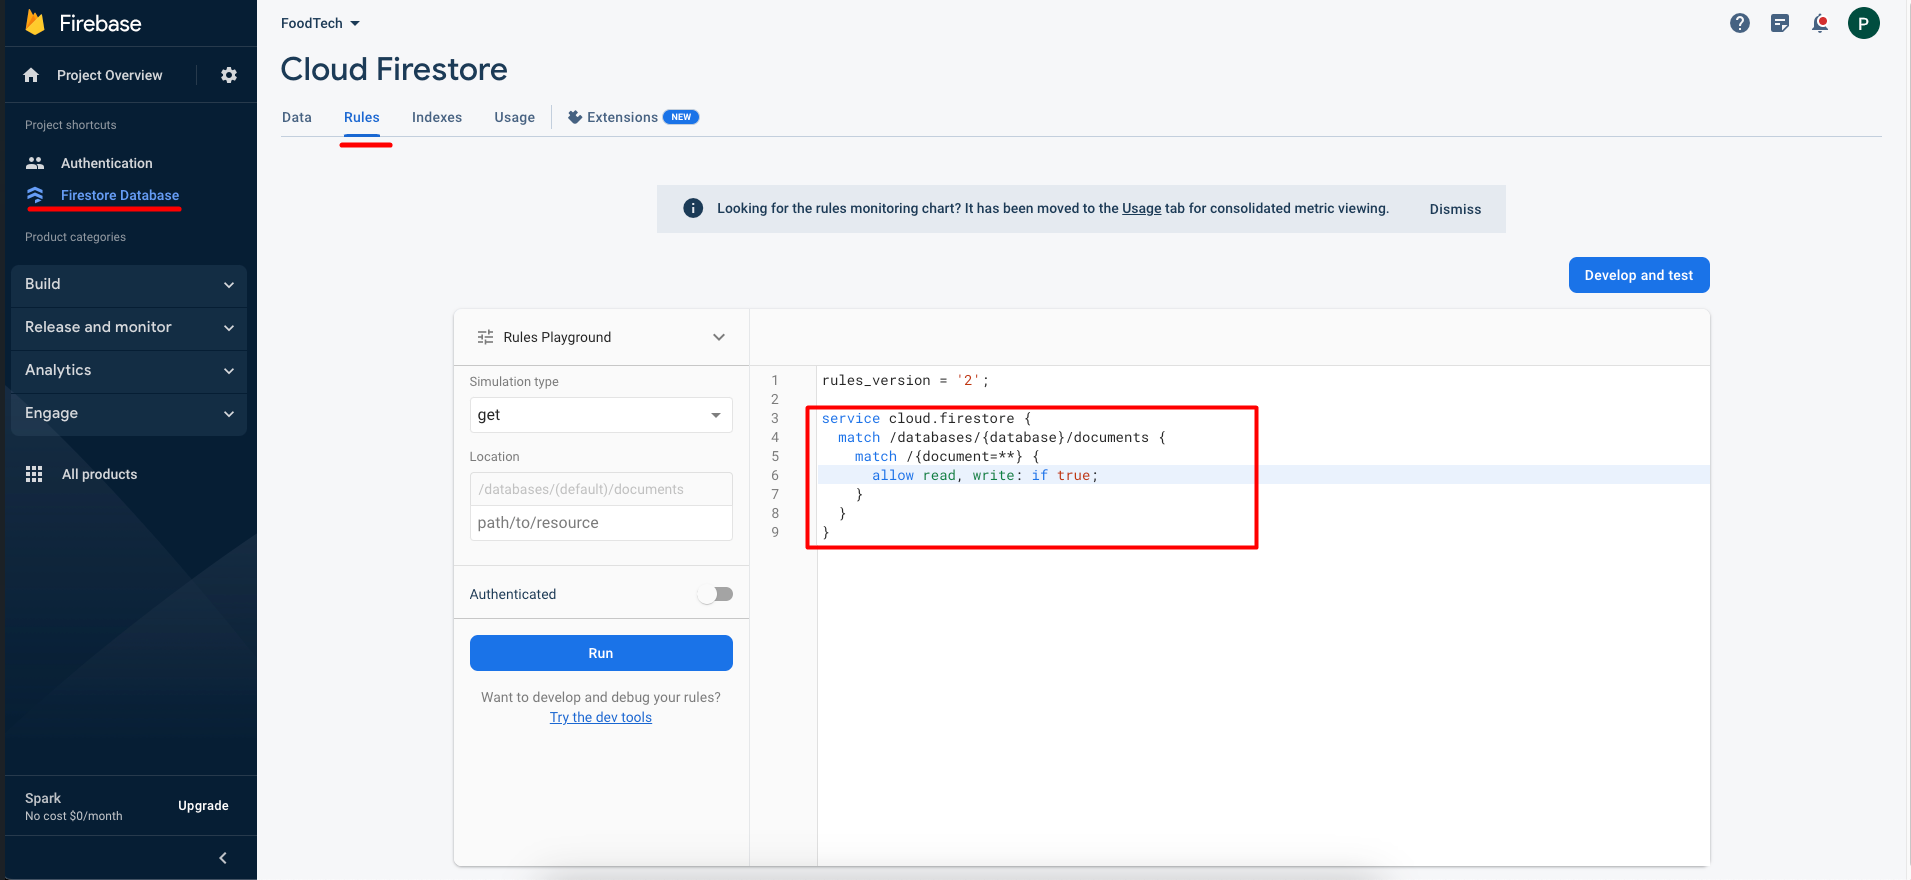 Firebase
Project Overview
Project shortcuts
Authentication
Firestore Database
Product categories
Build
Release and monitor
Analytics
Engage
All products
Spark
No cost $0/month
Upgrade
FoodTech
P
Cloud Firestore
Data Rules Indexes Usage Extensions NEW
Looking for the rules monitoring chart? It has been moved to the Usage tab for consolidated metric viewing. Dismiss
Develop and test
Rules Playground
Simulation type
get
Location
/databases/(default)/documents
path/to/resource
Authenticated
Run
Want to develop and debug your rules?
Try the dev tools
1 rules_version = '2';
2
3 service cloud.firestore {
4 match /databases/{database}/documents {
5 match /{document=**} {
6 allow read, write: if true;
7 }
8 }
9 }